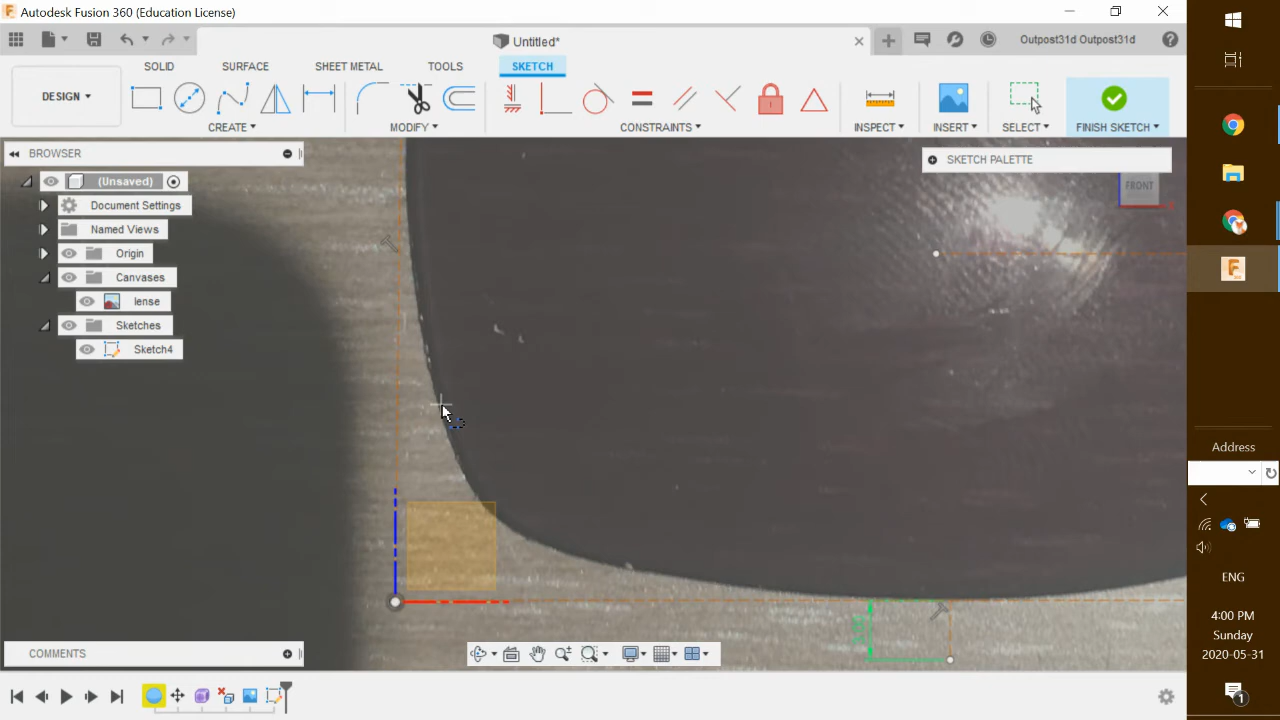 Autodesk Fusion 360 (Education License)
Untitled*
Outpost31d Outpost31d
SOLID SURFACE SHEET METAL TOOLS SKETCH
DESIGN
CREATE MODIFY CONSTRAINTS INSPECT INSERT SELECT FINISH SKETCH
BROWSER
SKETCH PALETTE
(Unsaved)
FRONT
Document Settings
Named Views
Origin
Canvases
lense
Sketches
Sketch4
Address
ENG
4:00 PM
Sunday
2020-05-31
COMMENTS
1